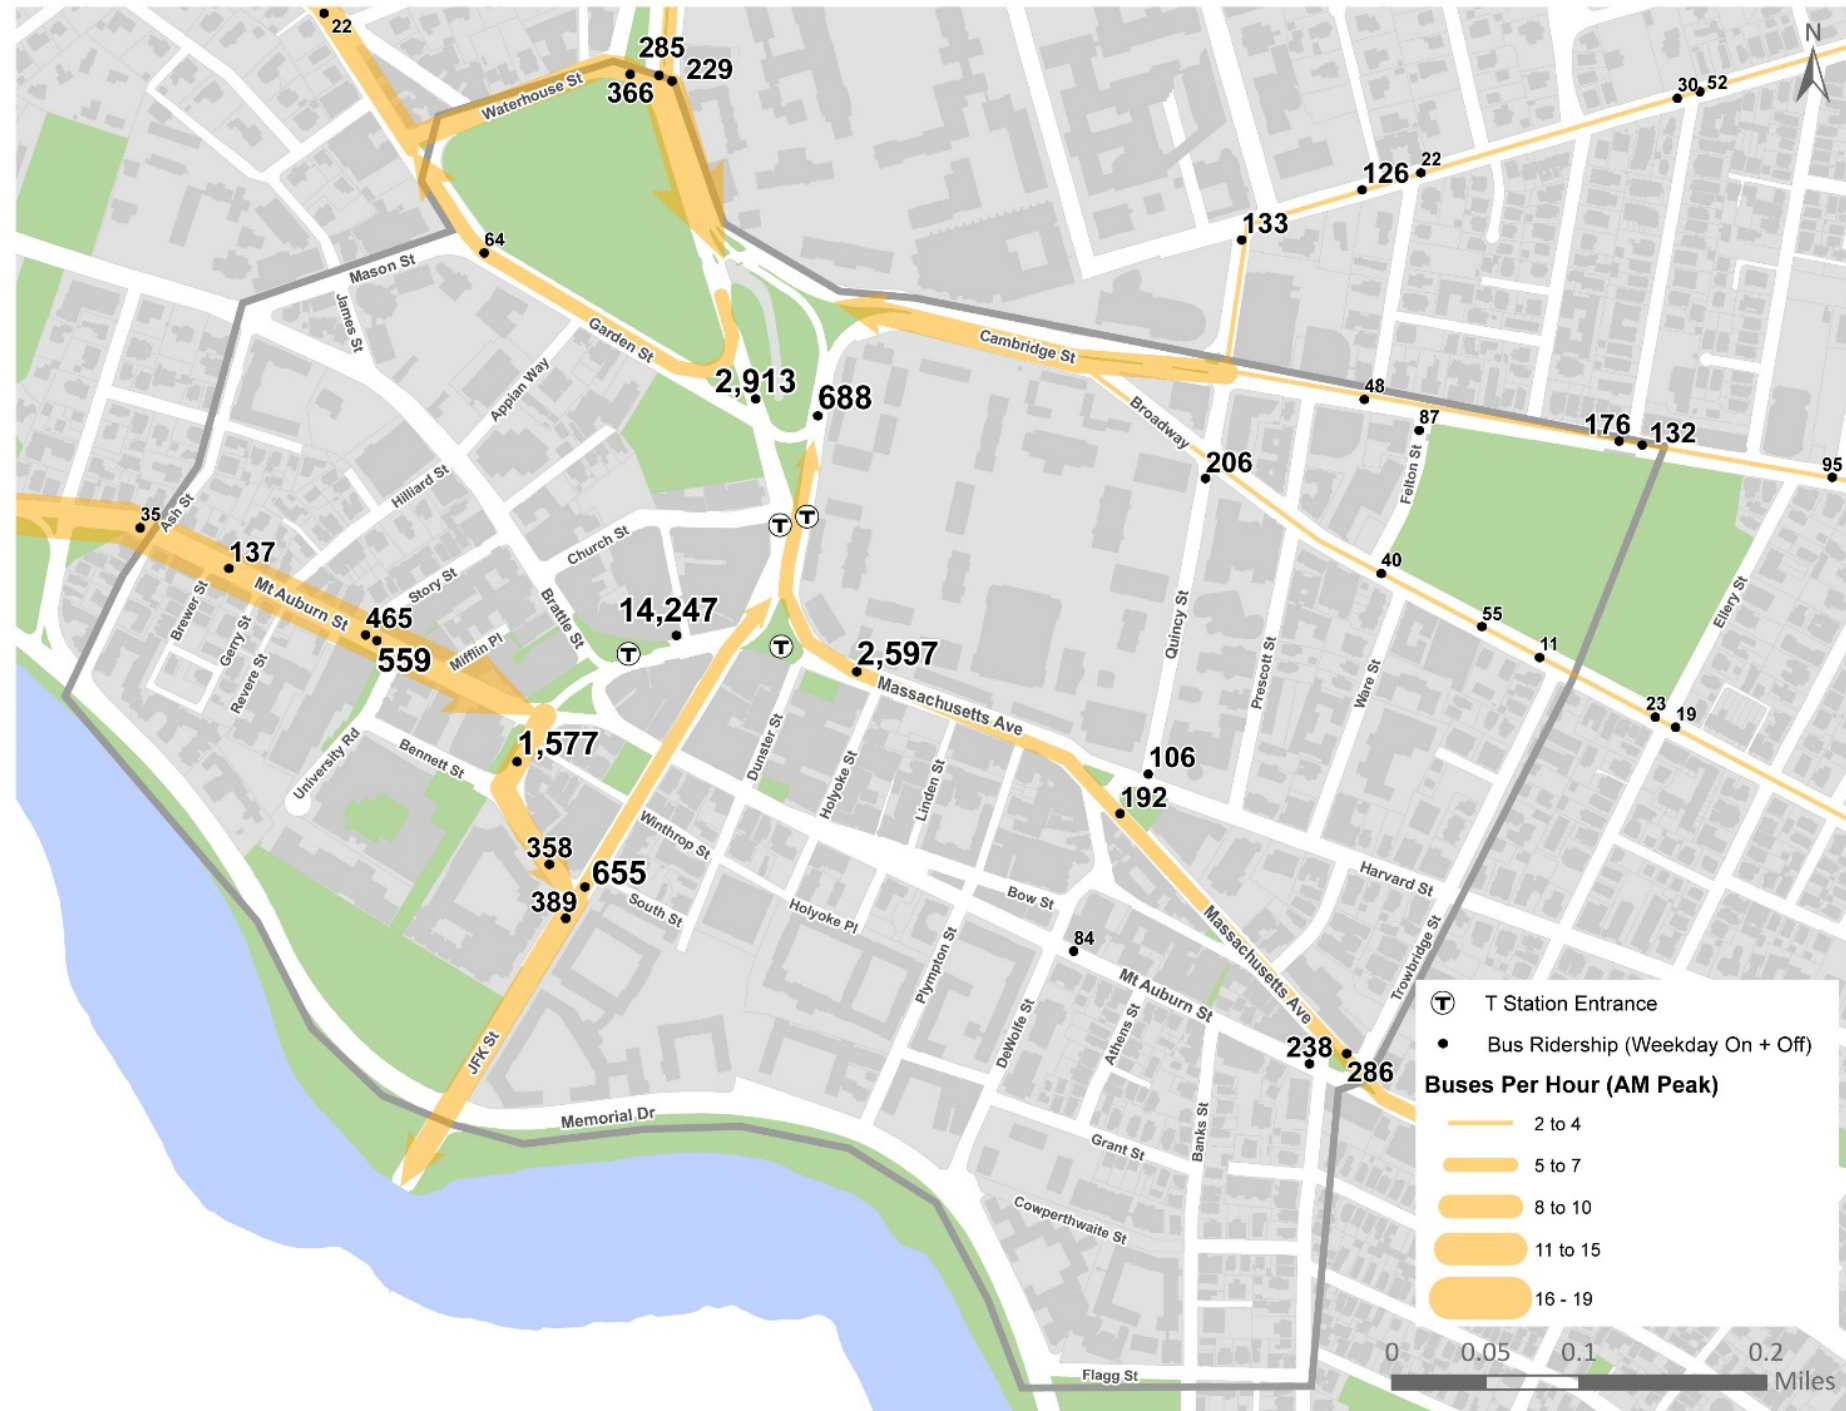 22
285
229
366
Waterhouse St
N
30
52
126
22
133
64
Mason St
James St
Garden St
Appian Way
Cambridge St
2,913
688
Broadway
48
87
176
132
95
206
Felton St
35
Ash St
137
Hilliard St
Church St
Story St
Brewer St
Mt Auburn St
Gerry St
Revere St
465
559
Mifflin Pl
Brattle St
14,247
T
T
T
T
2,597
Massachusetts Ave
Quincy St
Prescott St
Ware St
40
55
11
Ellery St
23
19
University Rd
Bennett St
1,577
Dunster St
Holyoke St
Linden St
106
192
Winthrop St
358
655
389
South St
Holyoke Pl
Bow St
Harvard St
Plympton St
84
Mt Auburn St
Massachusetts Ave
Trowbridge St
JFK St
DeWolfe St
Athens St
238
286
Memorial Dr
Grant St
Banks St
Cowperthwaite St
Flagg St
T T Station Entrance
Bus Ridership (Weekday On + Off)
Buses Per Hour (AM Peak)
2 to 4
5 to 7
8 to 10
11 to 15
16 - 19
0 0.05 0.1 0.2
Miles